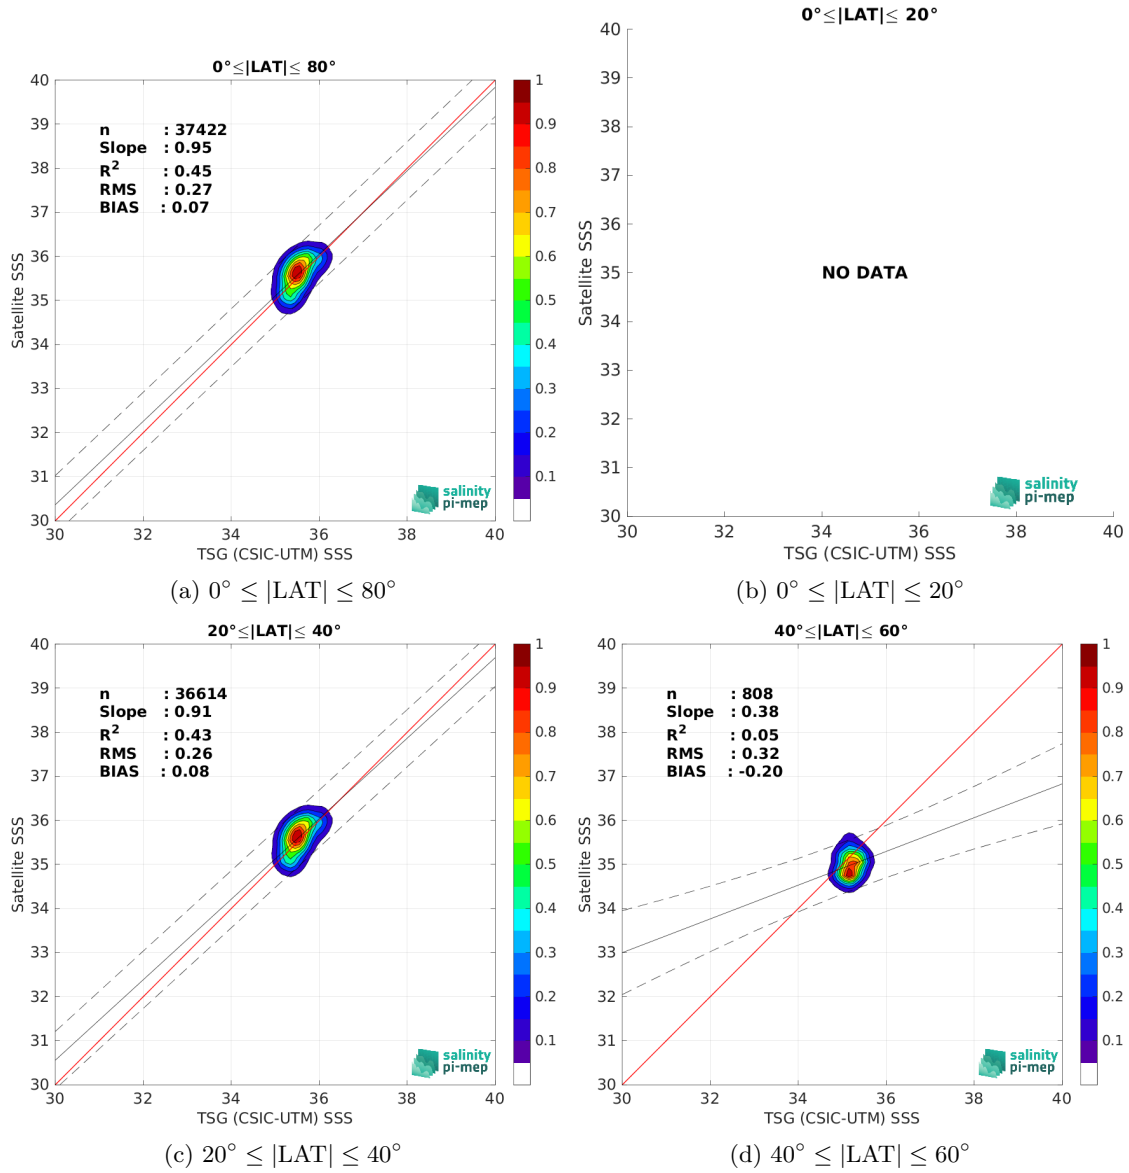 0°≤|LAT|≤ 80°
40
39
38
37
36
35
34
33
32
31
30
Satellite SSS
n : 37422
Slope : 0.95
R² : 0.45
RMS : 0.27
BIAS : 0.07
1
0.9
0.8
0.7
0.6
0.5
0.4
0.3
0.2
0.1
salinity
pi-mep
30 32 34 36 38 40
TSG (CSIC-UTM) SSS
(a) 0° ≤ |LAT| ≤ 80°
0°≤|LAT|≤ 20°
40
39
38
37
36
35
34
33
32
31
30
Satellite SSS
NO DATA
salinity
pi-mep
30 32 34 36 38 40
TSG (CSIC-UTM) SSS
(b) 0° ≤ |LAT| ≤ 20°
20°≤|LAT|≤ 40°
40
39
38
37
36
35
34
33
32
31
30
Satellite SSS
n : 36614
Slope : 0.91
R² : 0.43
RMS : 0.26
BIAS : 0.08
1
0.9
0.8
0.7
0.6
0.5
0.4
0.3
0.2
0.1
salinity
pi-mep
30 32 34 36 38 40
TSG (CSIC-UTM) SSS
(c) 20° ≤ |LAT| ≤ 40°
40°≤|LAT|≤ 60°
40
39
38
37
36
35
34
33
32
31
30
Satellite SSS
n : 808
Slope : 0.38
R² : 0.05
RMS : 0.32
BIAS : -0.20
1
0.9
0.8
0.7
0.6
0.5
0.4
0.3
0.2
0.1
salinity
pi-mep
30 32 34 36 38 40
TSG (CSIC-UTM) SSS
(d) 40° ≤ |LAT| ≤ 60°